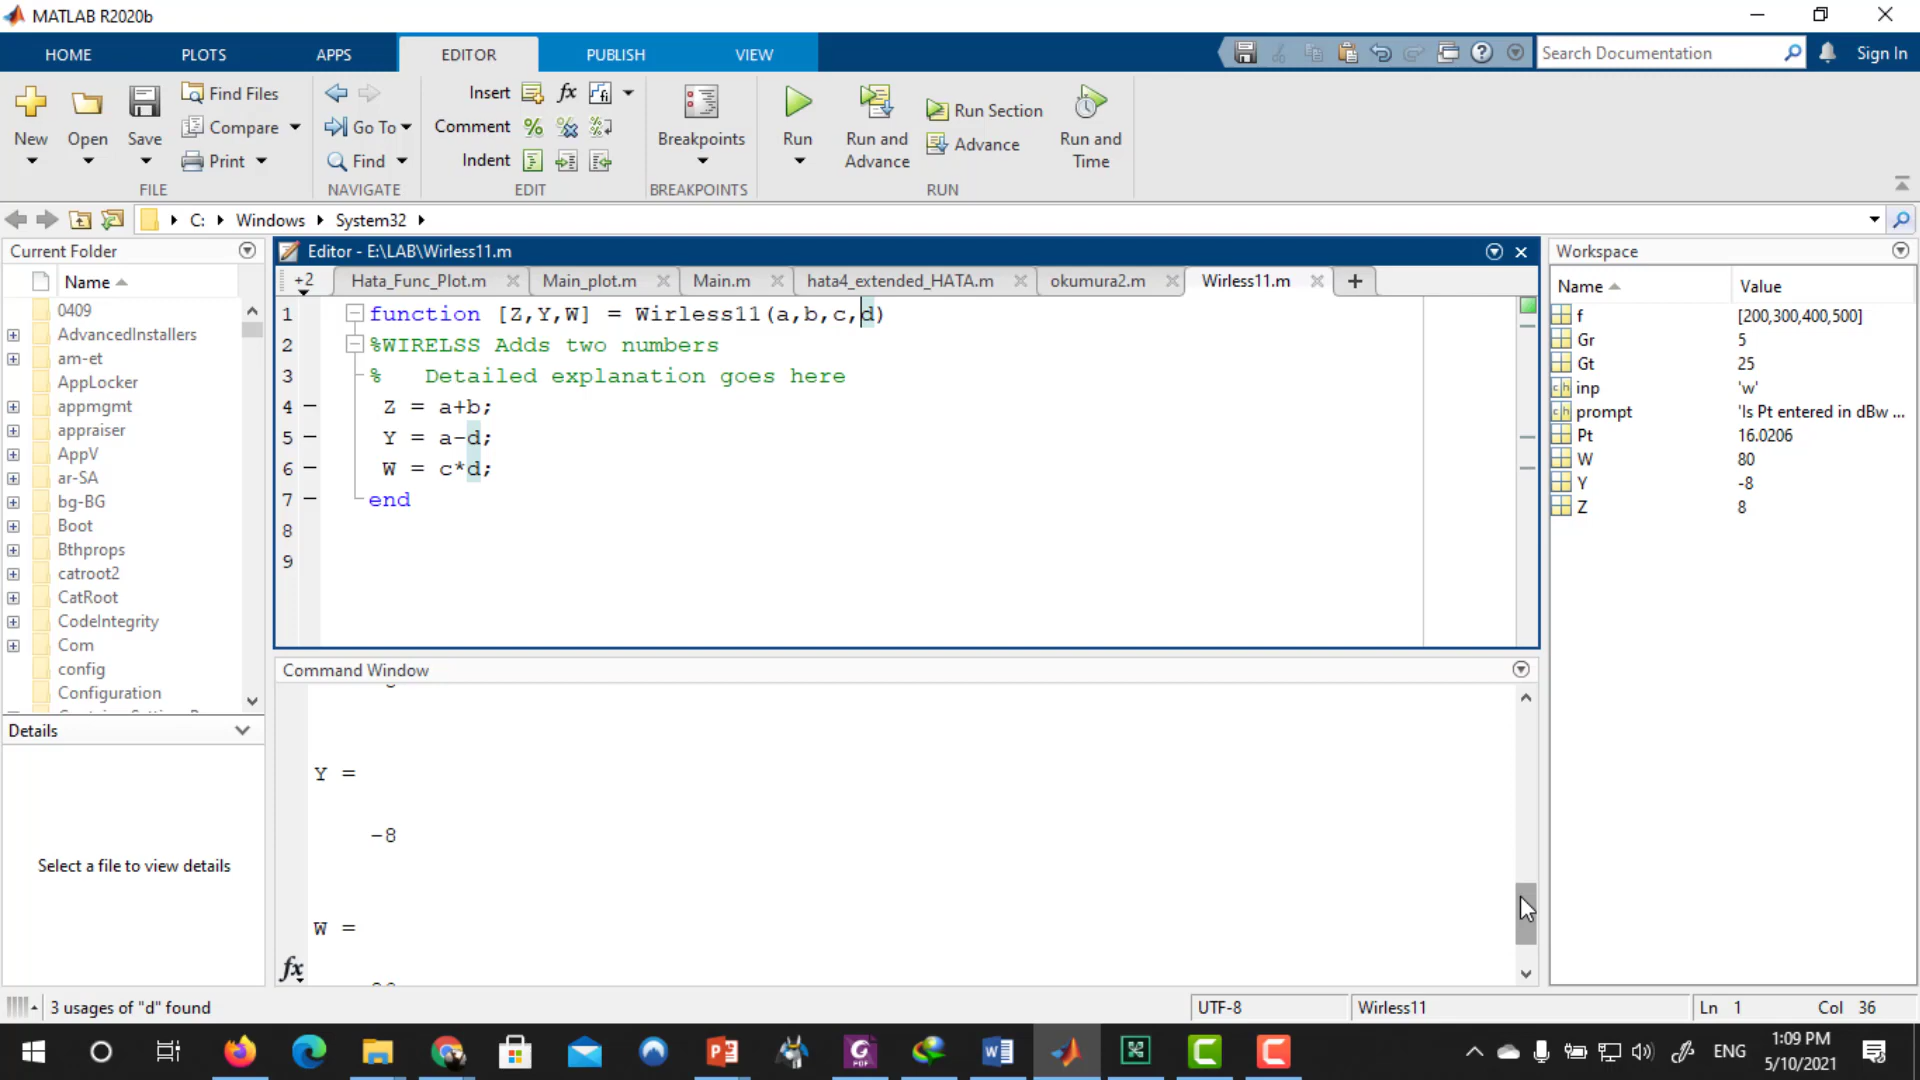 MATLAB R2020b
HOME PLOTS APPS EDITOR PUBLISH VIEW
Search Documentation
Sign In
New Open Save
Find Files
Compare
Print
FILE
Go To
Find
NAVIGATE
Insert
Comment
Indent
EDIT
Breakpoints
BREAKPOINTS
Run
Run and Advance
Run Section
Advance
Run and Time
RUN
C: Windows System32
Current Folder
Name
0409
AdvancedInstallers
am-et
AppLocker
appmgmt
appraiser
AppV
ar-SA
bg-BG
Boot
Bthprops
catroot2
CatRoot
CodeIntegrity
Com
config
Configuration
Details
Select a file to view details
Editor - E:\LAB\Wirless11.m
+2 Hata_Func_Plot.m Main_plot.m Main.m hata4_extended_HATA.m okumura2.m Wirless11.m
1 function [Z,Y,W] = Wirless11(a,b,c,d)
2 %WIRELSS Adds two numbers
3 % Detailed explanation goes here
4 Z = a+b;
5 Y = a-d;
6 W = c*d;
7 end
8
9
Command Window
Y =
-8
W =
fx
Workspace
Name Value
f [200,300,400,500]
Gr 5
Gt 25
inp 'w'
prompt 'Is Pt entered in dBw ...
Pt 16.0206
W 80
Y -8
Z 8
3 usages of "d" found
UTF-8
Wirless11
Ln 1 Col 36
ENG
1:09 PM
5/10/2021